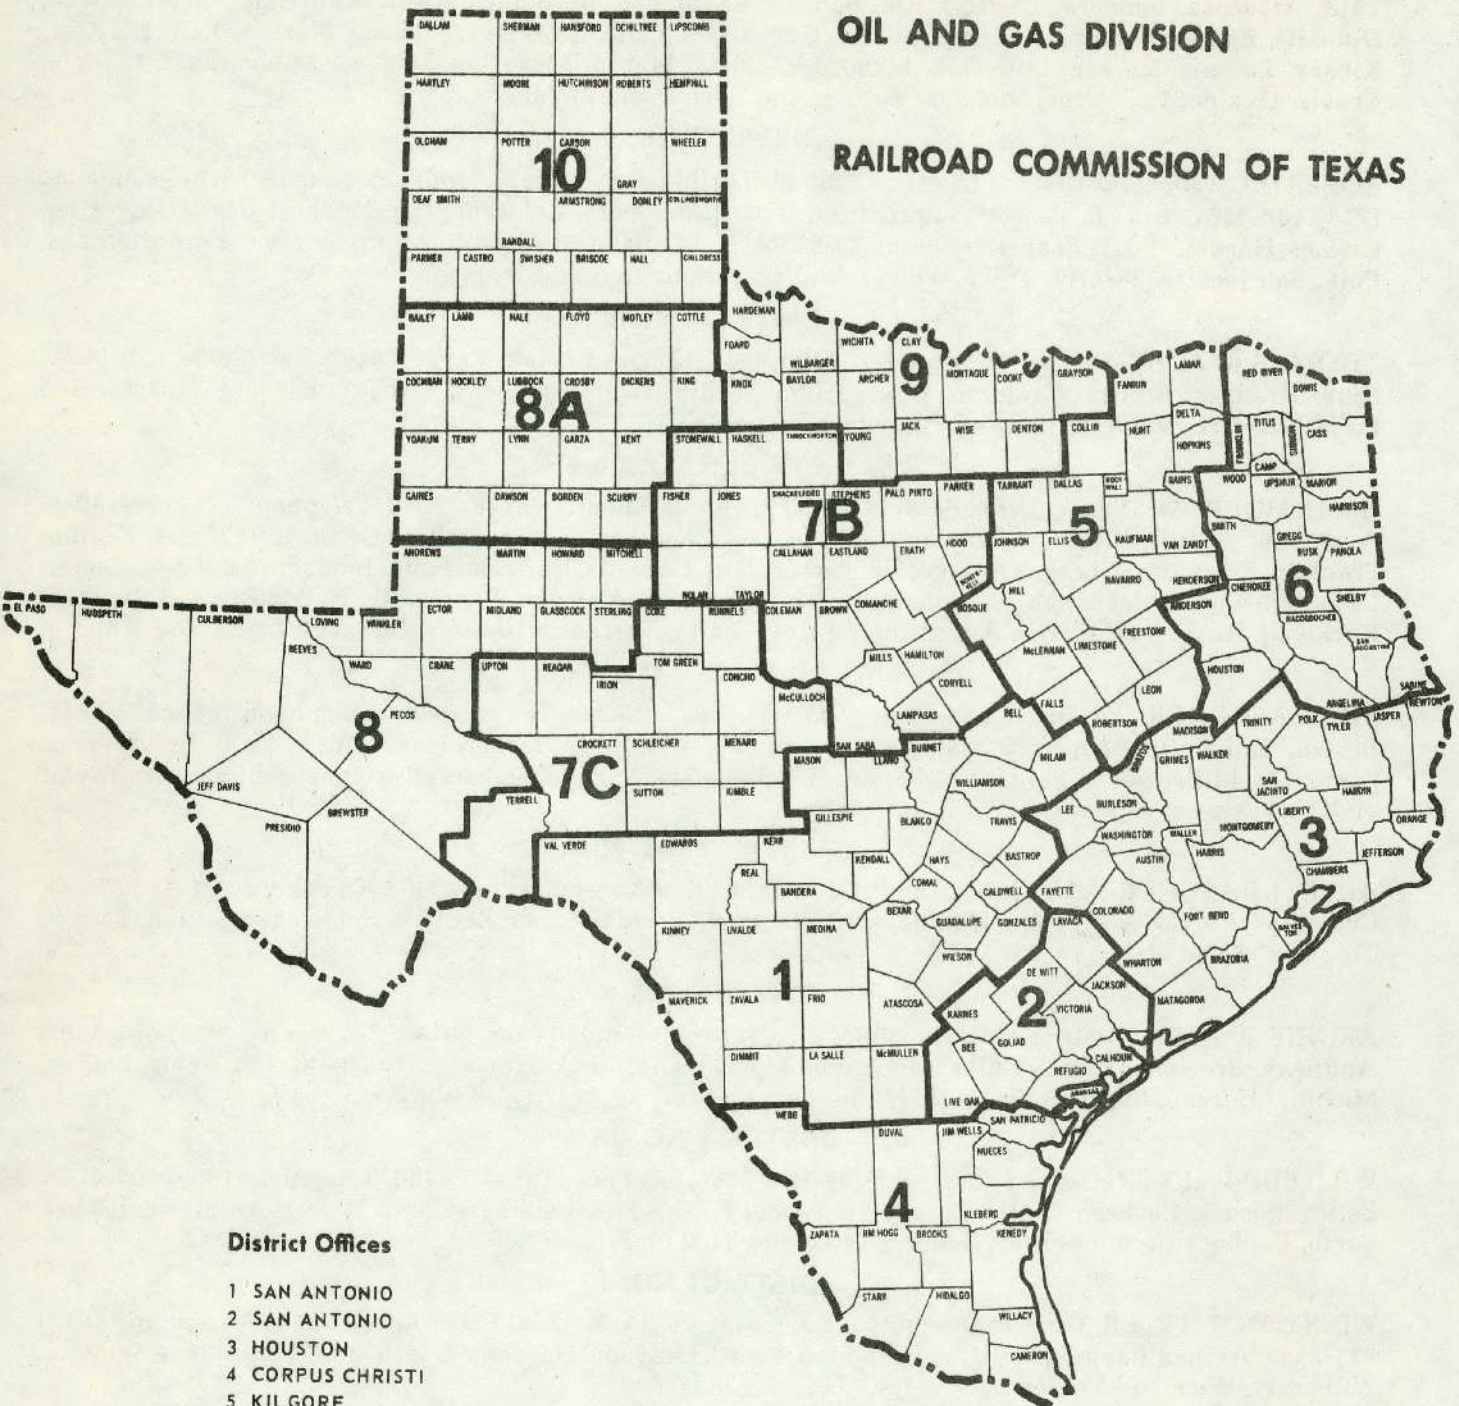 OIL AND GAS DIVISION
RAILROAD COMMISSION OF TEXAS
DALLAM SHERMAN HANSFORD OCHILTREE LIPSCOMB
HARTLEY MOORE HUTCHINSON ROBERTS HEMPHILL
OLDHAM POTTER CARSON WHEELER
10
GRAY
DEAF SMITH ARMSTRONG DONLEY COLLINGSWORTH
RANDALL
PARMER CASTRO SWISHER BRISCOE HALL CHILDRESS
BAILEY LAMB HALE FLOYD MOTLEY COTTLE HARDEMAN
FOARD WILBARGER WICHITA CLAY
COCHRAN HOCKLEY LUBBOCK CROSBY DICKENS KING KNOX BAYLOR ARCHER 9 MONTAGUE COOKE GRAYSON FANNIN LAMAR RED RIVER BOWIE
8A
YOAKUM TERRY LYNN GARZA KENT STONEWALL HASKELL THROCKMORTON YOUNG JACK WISE DENTON COLLIN HUNT DELTA HOPKINS FRANKLIN TITUS CASS
CAMP
GAINES DAWSON BORDEN SCURRY FISHER JONES SHACKELFORD STEPHENS PALO PINTO PARKER TARRANT DALLAS ROCK WALL RAINS WOOD UPSHUR MARION
7B 5
HARRISON
SMITH GREGG
ANDREWS MARTIN HOWARD MITCHELL CALLAHAN EASTLAND ERATH HOOD JOHNSON ELLIS KAUFMAN VAN ZANDT RUSK PANOLA
NOLAN TAYLOR NAVARRO HENDERSON CHEROKEE 6 SHELBY
EL PASO HUDSPETH CULBERSON LOVING WINKLER ECTOR MIDLAND GLASSCOCK STERLING COKE RUNNELS COLEMAN BROWN COMANCHE BOSQUE HILL ANDERSON NACOGDOCHES
REEVES WARD CRANE UPTON REAGAN TOM GREEN CONCHO MILLS HAMILTON McLENNAN LIMESTONE FREESTONE HOUSTON SAN AUGUSTINE
IRION McCULLOCH CORYELL LEON SABINE
8 PECOS LAMPASAS BELL FALLS ROBERTSON MADISON TRINITY POLK ANGELINA TYLER JASPER NEWTON
CROCKETT SCHLEICHER MENARD SAN SABA BURNET
MASON LLANO MILAM BRAZOS GRIMES WALKER
JEFF DAVIS 7C SUTTON KIMBLE WILLIAMSON SAN JACINTO HARDIN
TERRELL
PRESIDIO BREWSTER GILLESPIE BLANCO TRAVIS LEE BURLESON WASHINGTON WALLER MONTGOMERY LIBERTY 3 ORANGE
VAL VERDE EDWARDS KERR KENDALL HAYS BASTROP AUSTIN HARRIS JEFFERSON
REAL BANDERA COMAL CALDWELL FAYETTE CHAMBERS
BEXAR GUADALUPE GONZALES LAVACA COLORADO FORT BEND GALVESTON
KINNEY UVALDE MEDINA WILSON WHARTON BRAZORIA
1 DE WITT JACKSON
MAVERICK ZAVALA FRIO ATASCOSA KARNES 2 VICTORIA MATAGORDA
DIMMIT LA SALLE McMULLEN BEE GOLIAD CALHOUN
REFUGIO
LIVE OAK ARANSAS
WEBB DUVAL JIM WELLS SAN PATRICIO
NUECES
4 KLEBERG
ZAPATA JIM HOGG BROOKS KENEDY
STARR HIDALGO
WILLACY
CAMERON
District Offices
1 SAN ANTONIO
2 SAN ANTONIO
3 HOUSTON
4 CORPUS CHRISTI
5 KILGORE